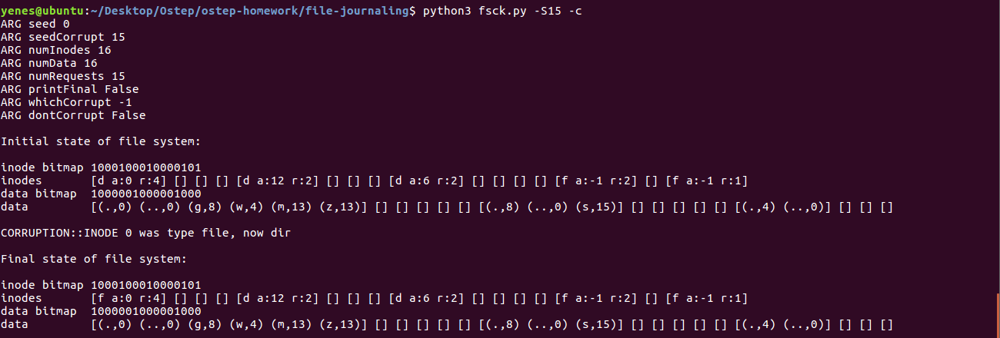 yenes@ubuntu:~/Desktop/Ostep/ostep-homework/file-journaling$ python3 fsck.py -S15 -c
ARG seed 0
ARG seedCorrupt 15
ARG numInodes 16
ARG numData 16
ARG numRequests 15
ARG printFinal False
ARG whichCorrupt -1
ARG dontCorrupt False
Initial state of file system:
inode bitmap 1000100010000101
inodes [d a:0 r:4] [] [] [] [d a:12 r:2] [] [] [] [d a:6 r:2] [] [] [] [] [f a:-1 r:2] [] [f a:-1 r:1]
data bitmap 1000001000001000
data [(.,0) (..,0) (g,8) (w,4) (m,13) (z,13)] [] [] [] [] [] [(.,8) (..,0) (s,15)] [] [] [] [] [] [(.,4) (..,0)] [] [] []
CORRUPTION::INODE 0 was type file, now dir
Final state of file system:
inode bitmap 1000100010000101
inodes [f a:0 r:4] [] [] [] [d a:12 r:2] [] [] [] [d a:6 r:2] [] [] [] [] [f a:-1 r:2] [] [f a:-1 r:1]
data bitmap 1000001000001000
data [(.,0) (..,0) (g,8) (w,4) (m,13) (z,13)] [] [] [] [] [] [(.,8) (..,0) (s,15)] [] [] [] [] [] [(.,4) (..,0)] [] [] []